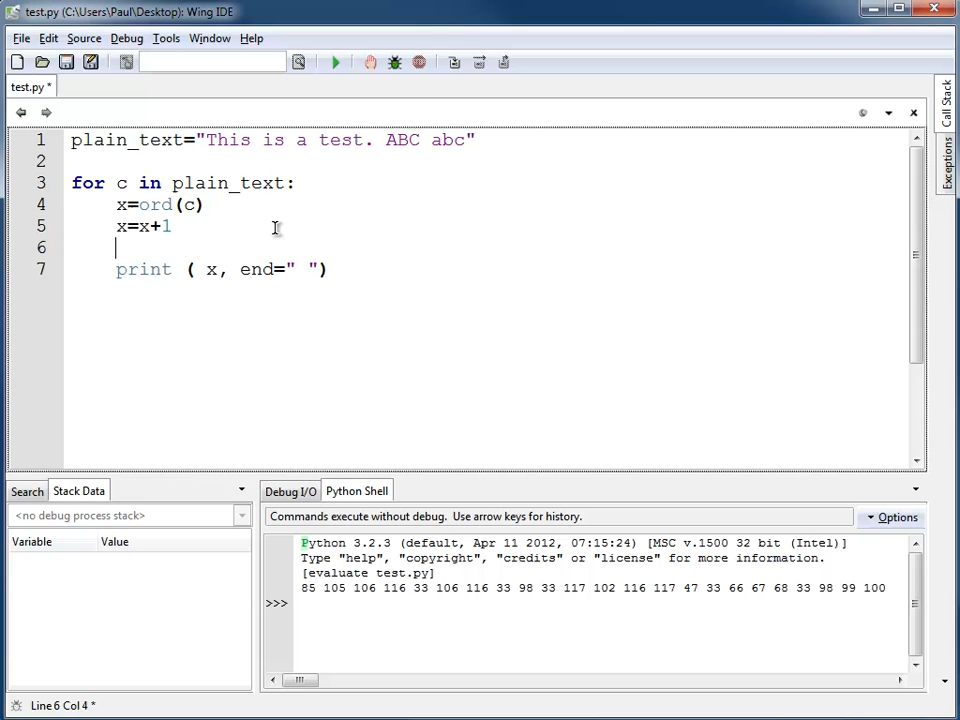 test.py (C:\Users\Paul\Desktop): Wing IDE
File Edit Source Debug Tools Window Help
test.py *
1 plain_text="This is a test. ABC abc"
2
3 for c in plain_text:
4 x=ord(c)
5 x=x+1
6
7 print ( x, end=" ")
Call Stack
Exceptions
Search Stack Data
<no debug process stack>
Variable Value
Debug I/O Python Shell
Commands execute without debug. Use arrow keys for history.
Options
Python 3.2.3 (default, Apr 11 2012, 07:15:24) [MSC v.1500 32 bit (Intel)]
Type "help", "copyright", "credits" or "license" for more information.
[evaluate test.py]
85 105 106 116 33 106 116 33 98 33 117 102 116 117 47 33 66 67 68 33 98 99 100
>>>
Line 6 Col 4 *